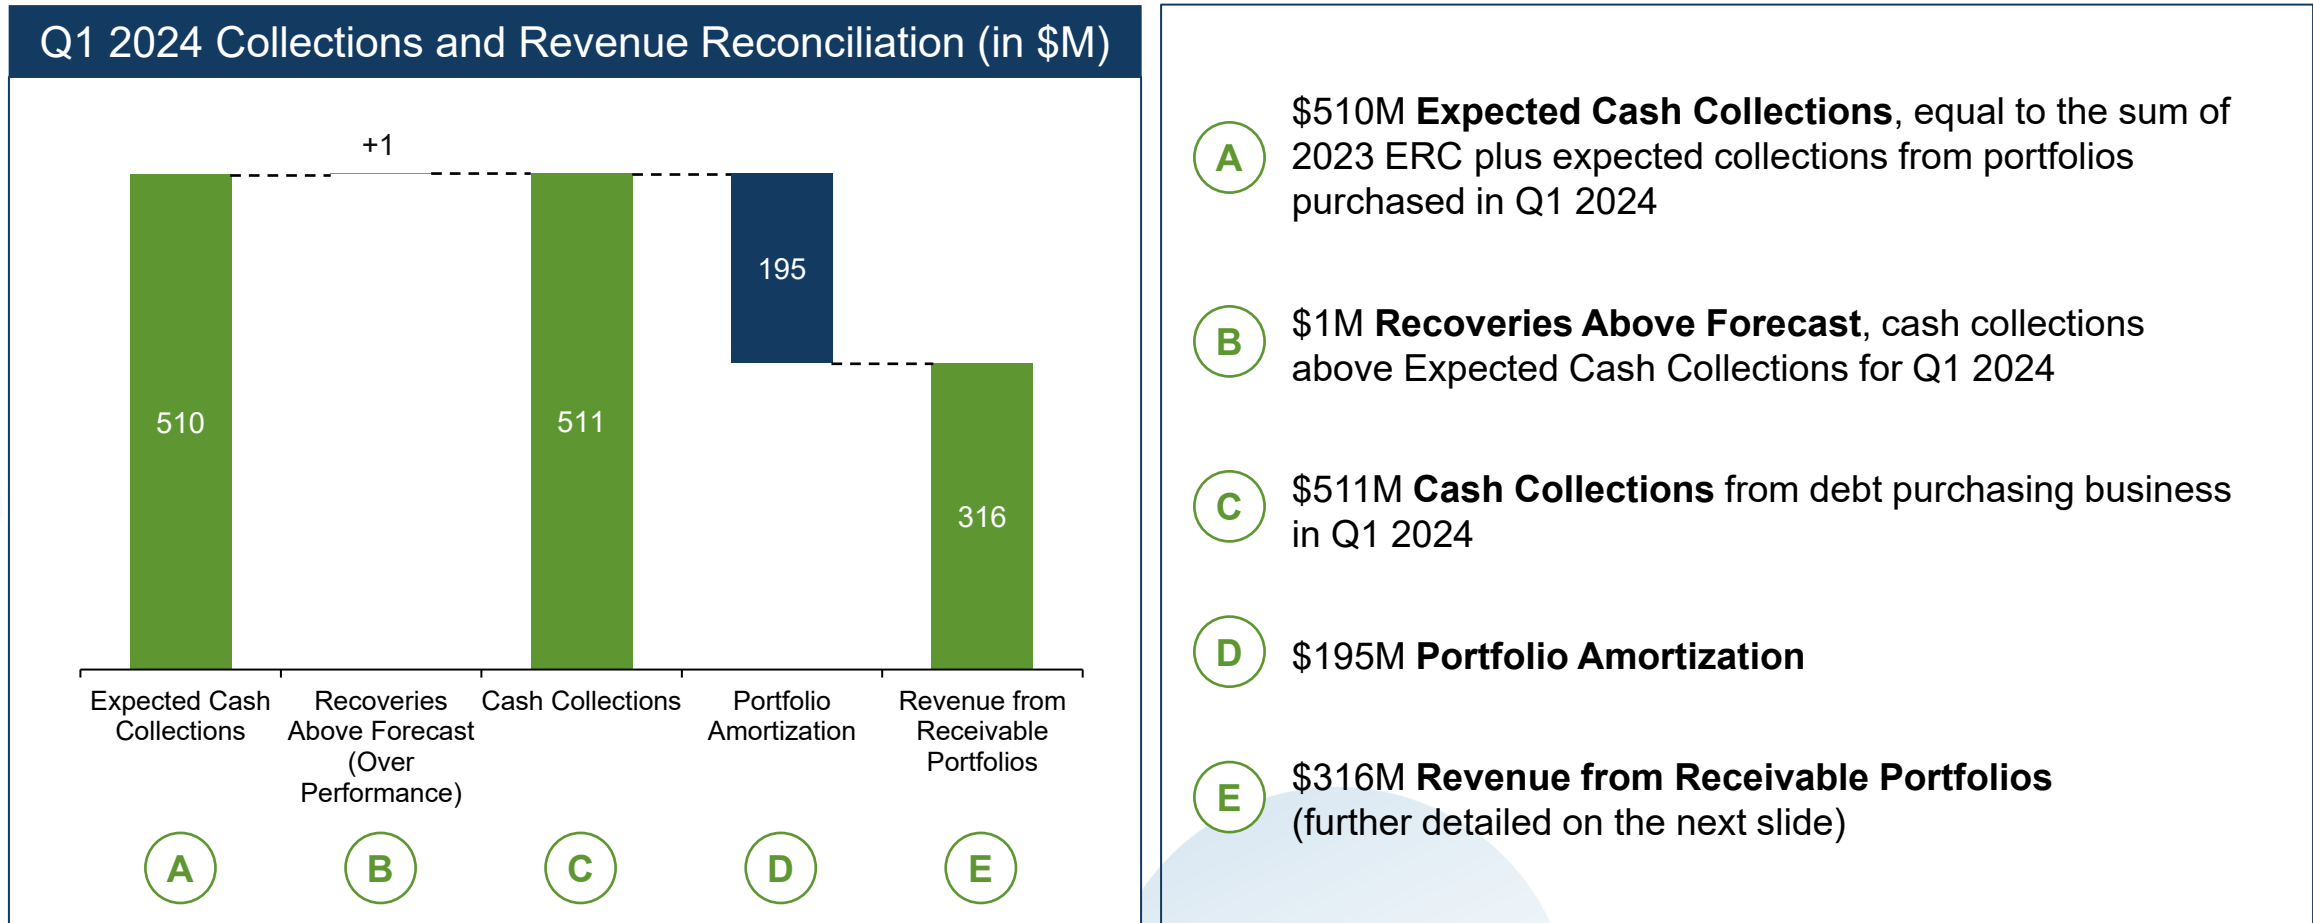 Q1 2024 Collections and Revenue Reconciliation (in $M)
+1
510
511
195
316
Expected Cash
Collections
Recoveries
Above Forecast
(Over
Performance)
Cash Collections
Portfolio
Amortization
Revenue from
Receivable
Portfolios
A
B
C
D
E
A
$510M Expected Cash Collections, equal to the sum of
2023 ERC plus expected collections from portfolios
purchased in Q1 2024
B
$1M Recoveries Above Forecast, cash collections
above Expected Cash Collections for Q1 2024
C
$511M Cash Collections from debt purchasing business
in Q1 2024
D
$195M Portfolio Amortization
E
$316M Revenue from Receivable Portfolios
(further detailed on the next slide)